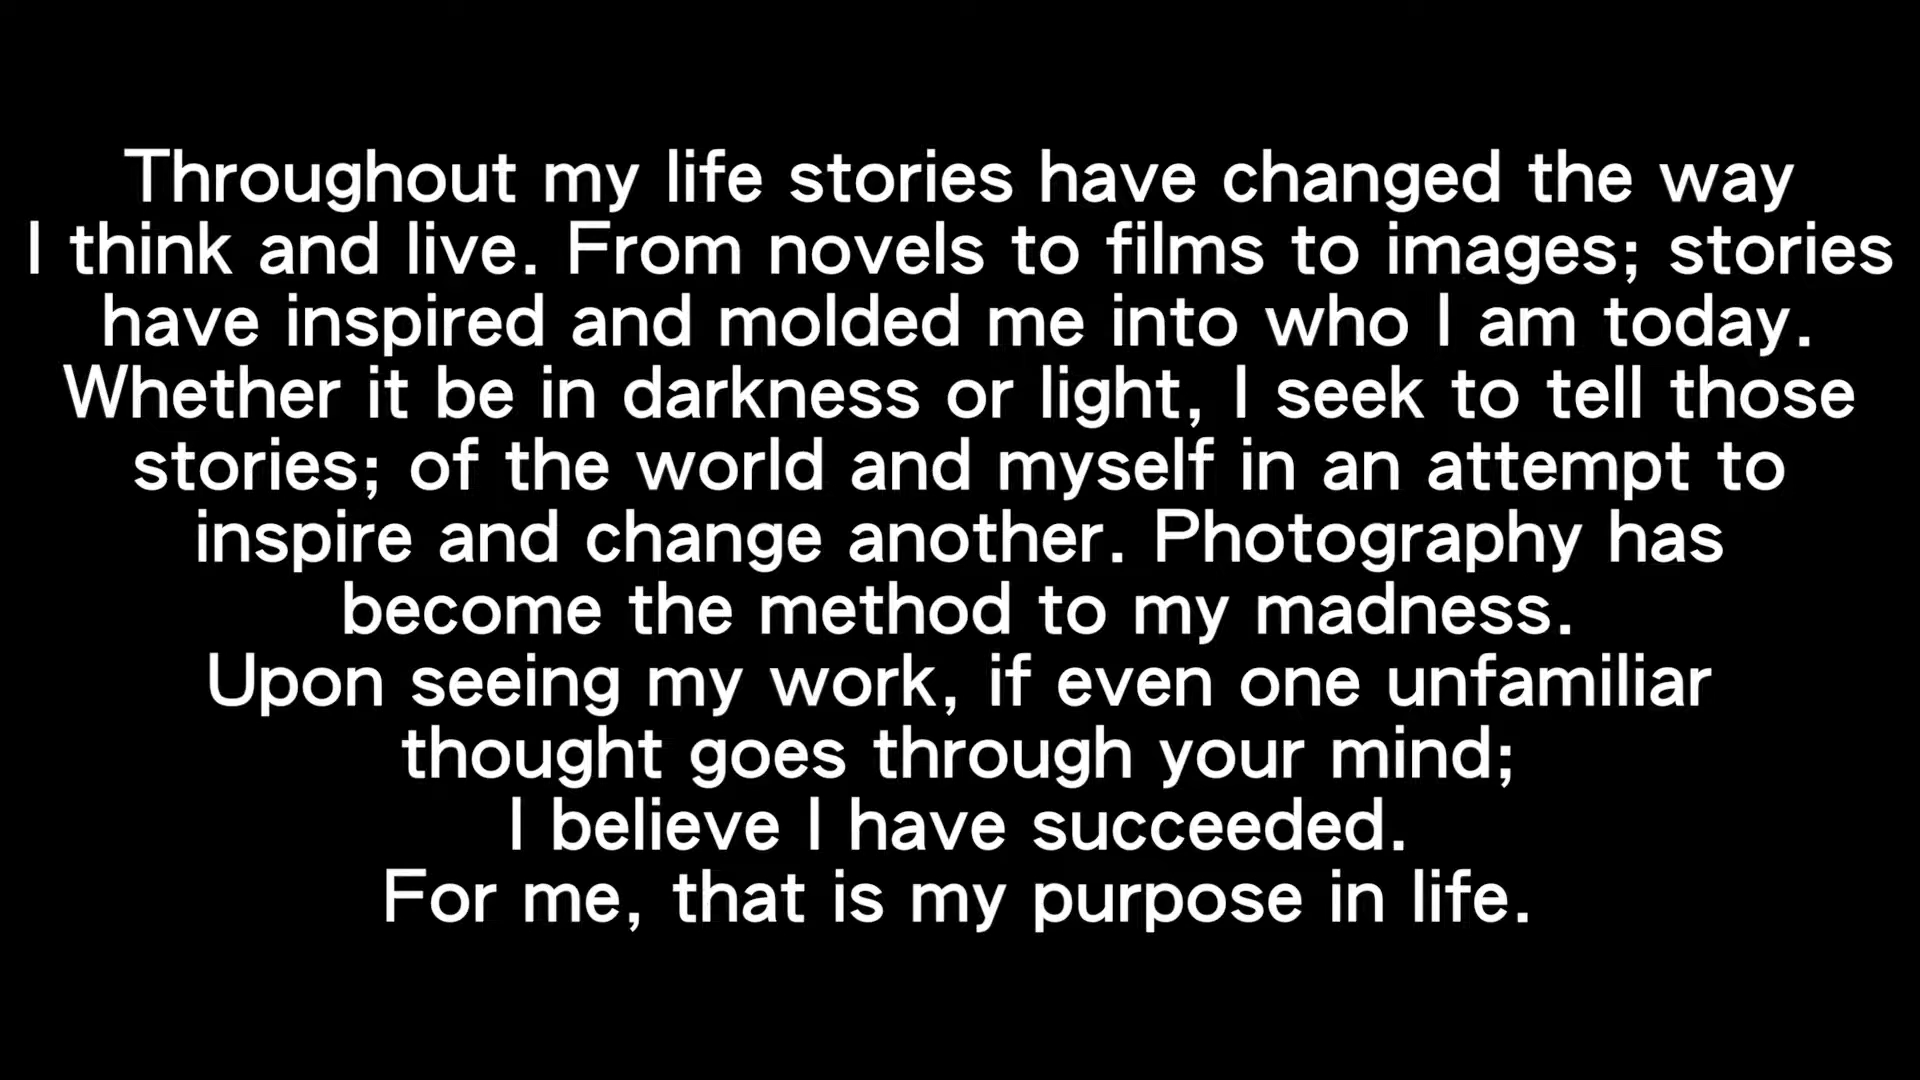 Throughout my life stories have changed the way
I think and live. From novels to films to images; stories
have inspired and molded me into who I am today.
Whether it be in darkness or light, I seek to tell those
stories; of the world and myself in an attempt to
inspire and change another. Photography has
become the method to my madness.
Upon seeing my work, if even one unfamiliar
thought goes through your mind;
I believe I have succeeded.
For me, that is my purpose in life.